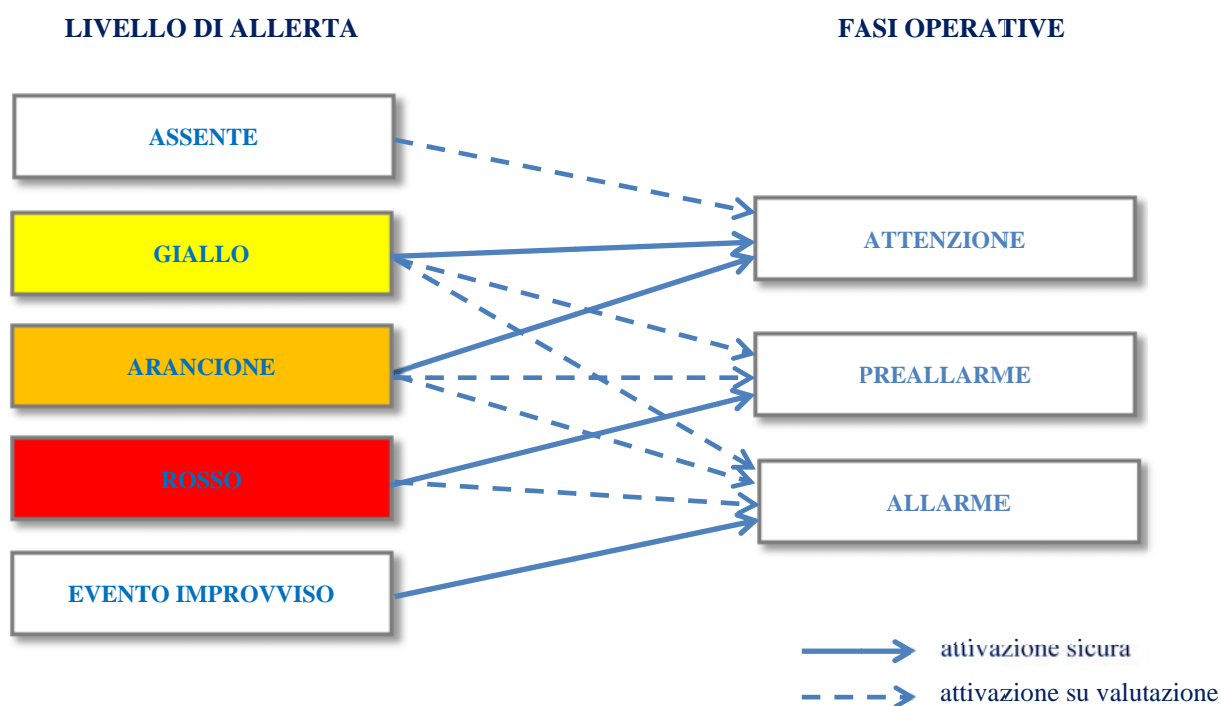 LIVELLO DI ALLERTA
FASI OPERATIVE
ASSENTE
GIALLO
ARANCIONE
ROSSO
EVENTO IMPROVVISO
ATTENZIONE
PREALLARME
ALLARME
attivazione sicura
attivazione su valutazione